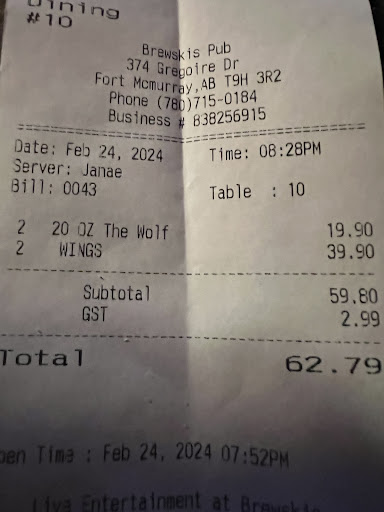 Dining
#10
Brewskis Pub
374 Gregoire Dr
Fort Mcmurray,AB T9H 3R2
Phone (780)715-0184
Business # 838256915
Date: Feb 24, 2024 Time: 08:28PM
Server: Janae
Bill: 0043 Table : 10
2 20 OZ The Wolf 19.90
2 WINGS 39.90
Subtotal 59.80
GST 2.99
Total 62.79
pen Time : Feb 24, 2024 07:52PM
Live Entertainment at Brewskis